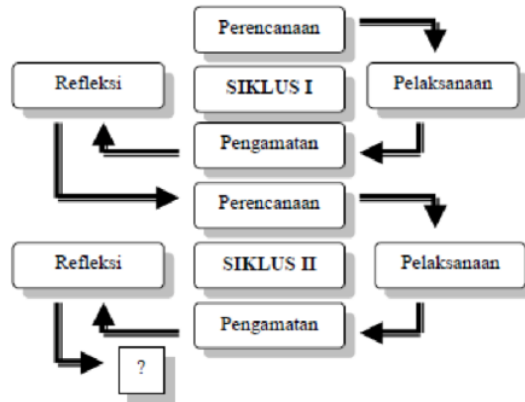 Perencanaan
Refleksi
SIKLUS I
Pelaksanaan
Pengamatan
Perencanaan
Refleksi
SIKLUS II
Pelaksanaan
Pengamatan
?